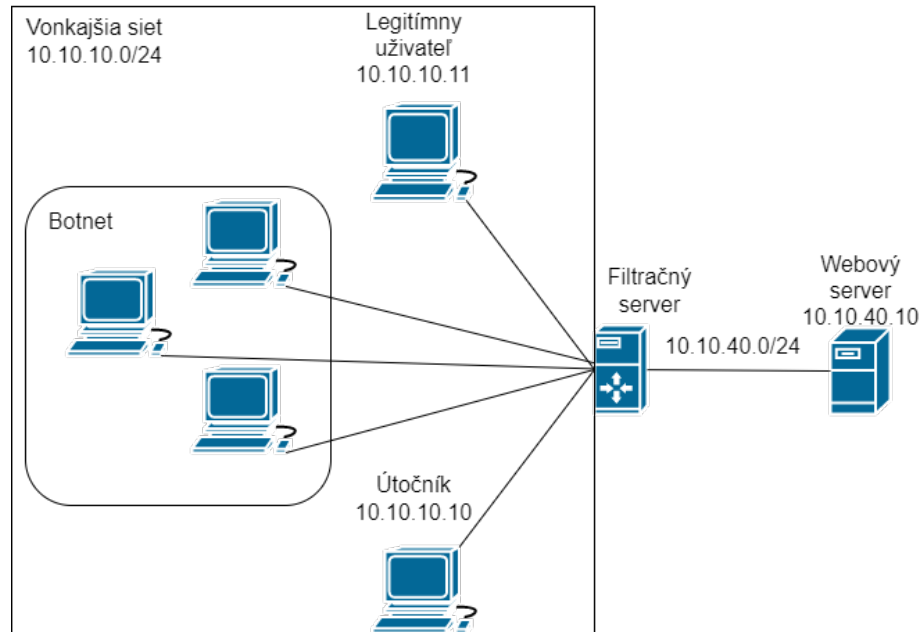 Vonkajšia siet
10.10.10.0/24
Legitímny
uživateľ
10.10.10.11
Botnet
Filtračný
server
10.10.40.0/24
Webový
server
10.10.40.10
Útočník
10.10.10.10